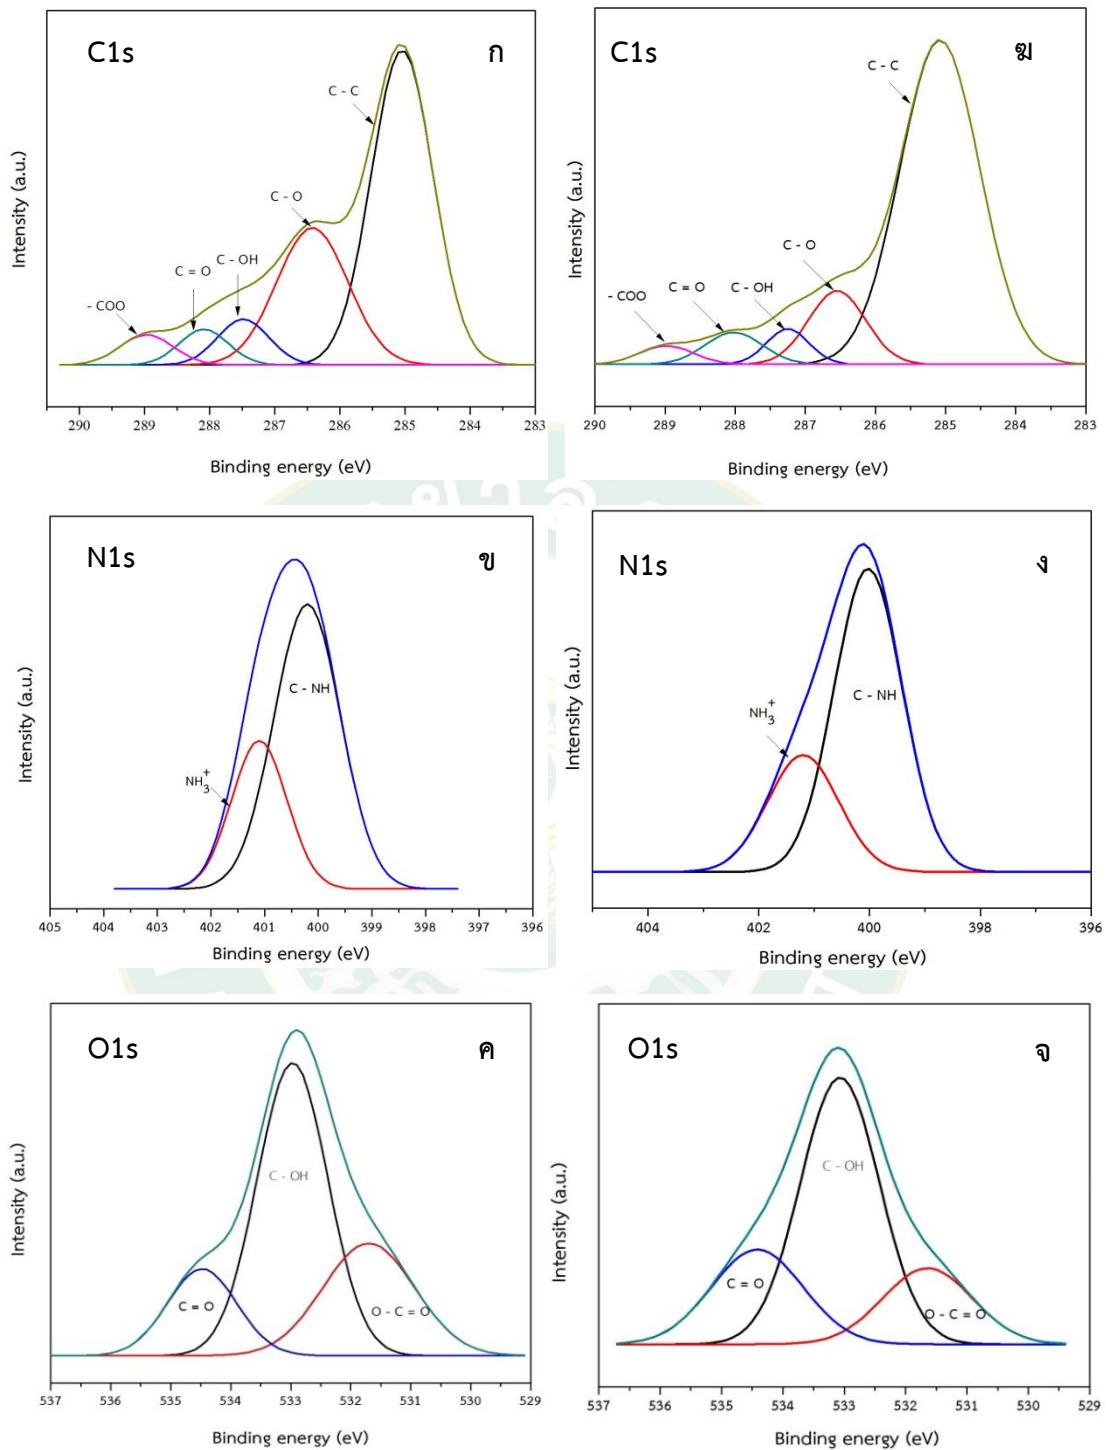 C1s ก
C - C
C - O
C - OH
C = O
- COO
Intensity (a.u.)
290 289 288 287 286 285 284 283
Binding energy (eV)
C1s ฆ
C - C
C - O
C - OH
C = O
- COO
Intensity (a.u.)
290 289 288 287 286 285 284 283
Binding energy (eV)
N1s ข
C - NH
NH3+
Intensity (a.u.)
405 404 403 402 401 400 399 398 397 396
Binding energy (eV)
N1s ง
C - NH
NH3+
Intensity (a.u.)
404 402 400 398 396
Binding energy (eV)
O1s ค
C - OH
C = O
O - C = O
Intensity (a.u.)
537 536 535 534 533 532 531 530 529
Binding energy (eV)
O1s จ
C - OH
C = O
O - C = O
Intensity (a.u.)
537 536 535 534 533 532 531 530 529
Binding energy (eV)